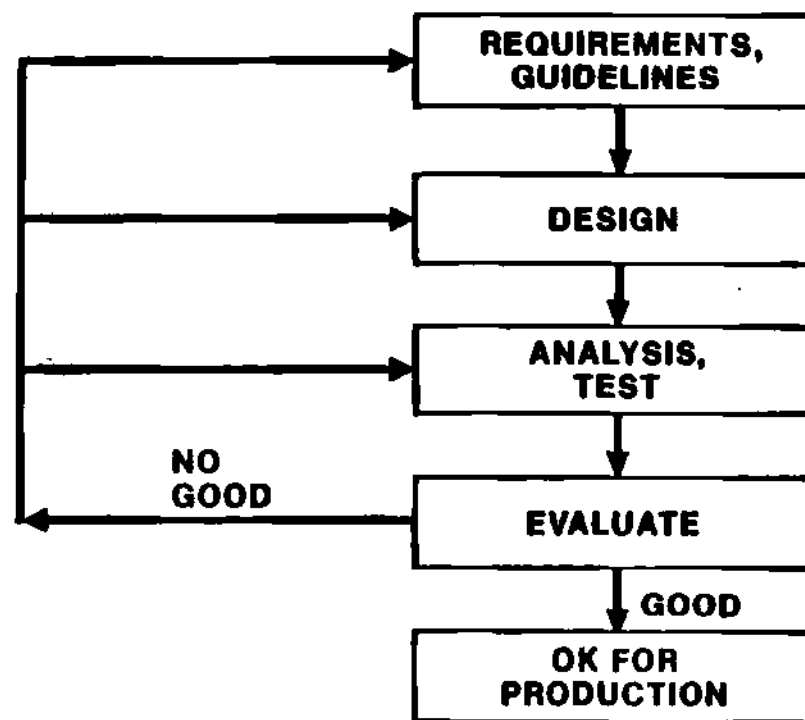 REQUIREMENTS,
GUIDELINES
DESIGN
ANALYSIS,
TEST
NO
GOOD
EVALUATE
GOOD
OK FOR
PRODUCTION